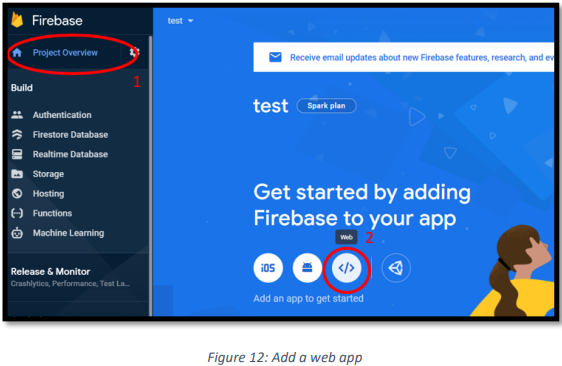 Firebase
Project Overview
1
Build
Authentication
Firestore Database
Realtime Database
Storage
Hosting
Functions
Machine Learning
Release & Monitor
Crashlytics, Performance, Test La...
test
Receive email updates about new Firebase features, research, and ev
test
Spark plan
Get started by adding
Firebase to your app
Web
2
iOS
</>
Add an app to get started
Figure 12: Add a web app